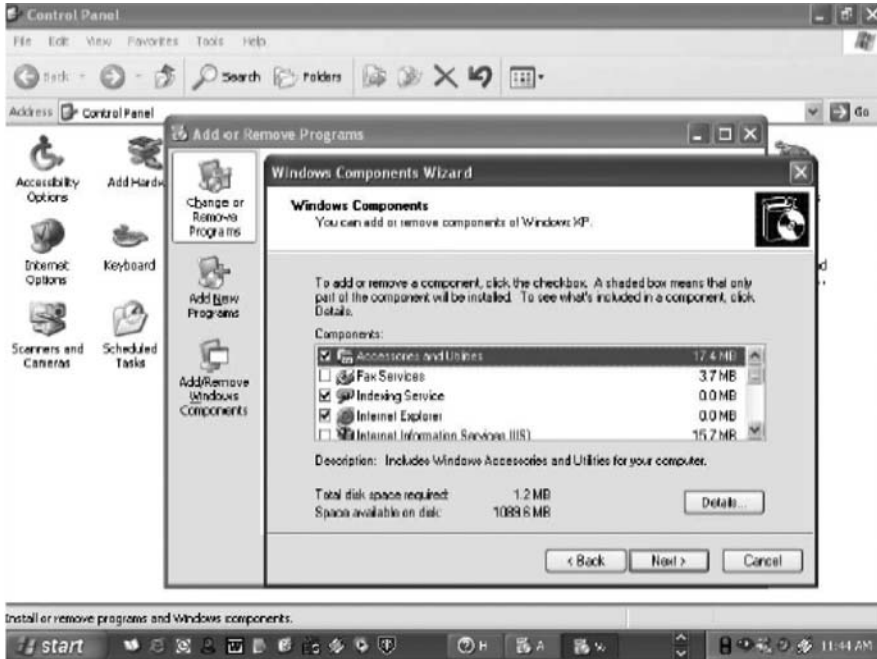 Control Panel
File Edit View Favorites Tools Help
Back Search Folders
Address Control Panel Go
Add or Remove Programs
Accessibility
Options
Add Hardw
Internet
Options
Keyboard
Scanners and
Cameras
Scheduled
Tasks
Change or
Remove
Programs
Add New
Programs
Add/Remove
Windows
Components
Windows Components Wizard
Windows Components
You can add or remove components of Windows XP.
To add or remove a component, click the checkbox. A shaded box means that only
part of the component will be installed. To see what's included in a component, click
Details.
Components:
Accessories and Utilities 17.4 MB
Fax Services 3.7 MB
Indexing Service 0.0 MB
Internet Explorer 0.0 MB
Internet Information Services (IIS) 15.7 MB
Description: Includes Windows Accessories and Utilities for your computer.
Total disk space required: 1.2 MB
Space available on disk: 1089.6 MB
Details...
< Back Next > Cancel
Install or remove programs and Windows components.
start H A 11:44 AM